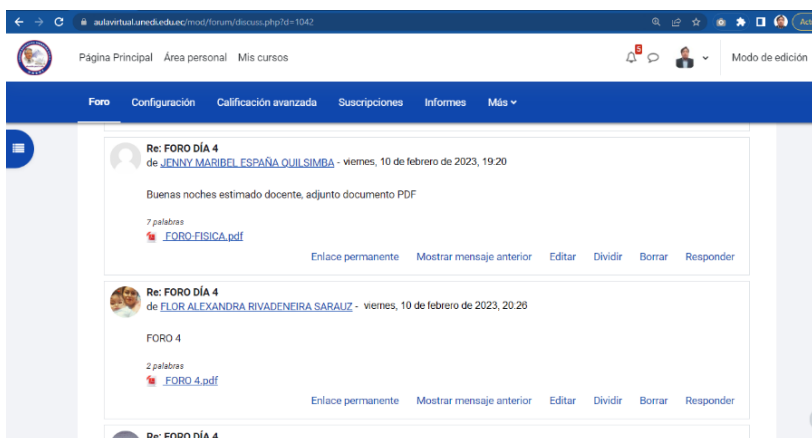 aulavirtual.unedi.edu.ec/mod/forum/discuss.php?d=1042
Página Principal Área personal Mis cursos
5
Modo de edición
Foro Configuración Calificación avanzada Suscripciones Informes Más
Re: FORO DÍA 4
de JENNY MARIBEL ESPAÑA QUILSIMBA - viernes, 10 de febrero de 2023, 19:20
Buenas noches estimado docente, adjunto documento PDF
7 palabras
FORO-FISICA.pdf
Enlace permanente Mostrar mensaje anterior Editar Dividir Borrar Responder
Re: FORO DÍA 4
de FLOR ALEXANDRA RIVADENEIRA SARAUZ - viernes, 10 de febrero de 2023, 20:26
FORO 4
2 palabras
FORO 4.pdf
Enlace permanente Mostrar mensaje anterior Editar Dividir Borrar Responder
Re: FORO DÍA 4